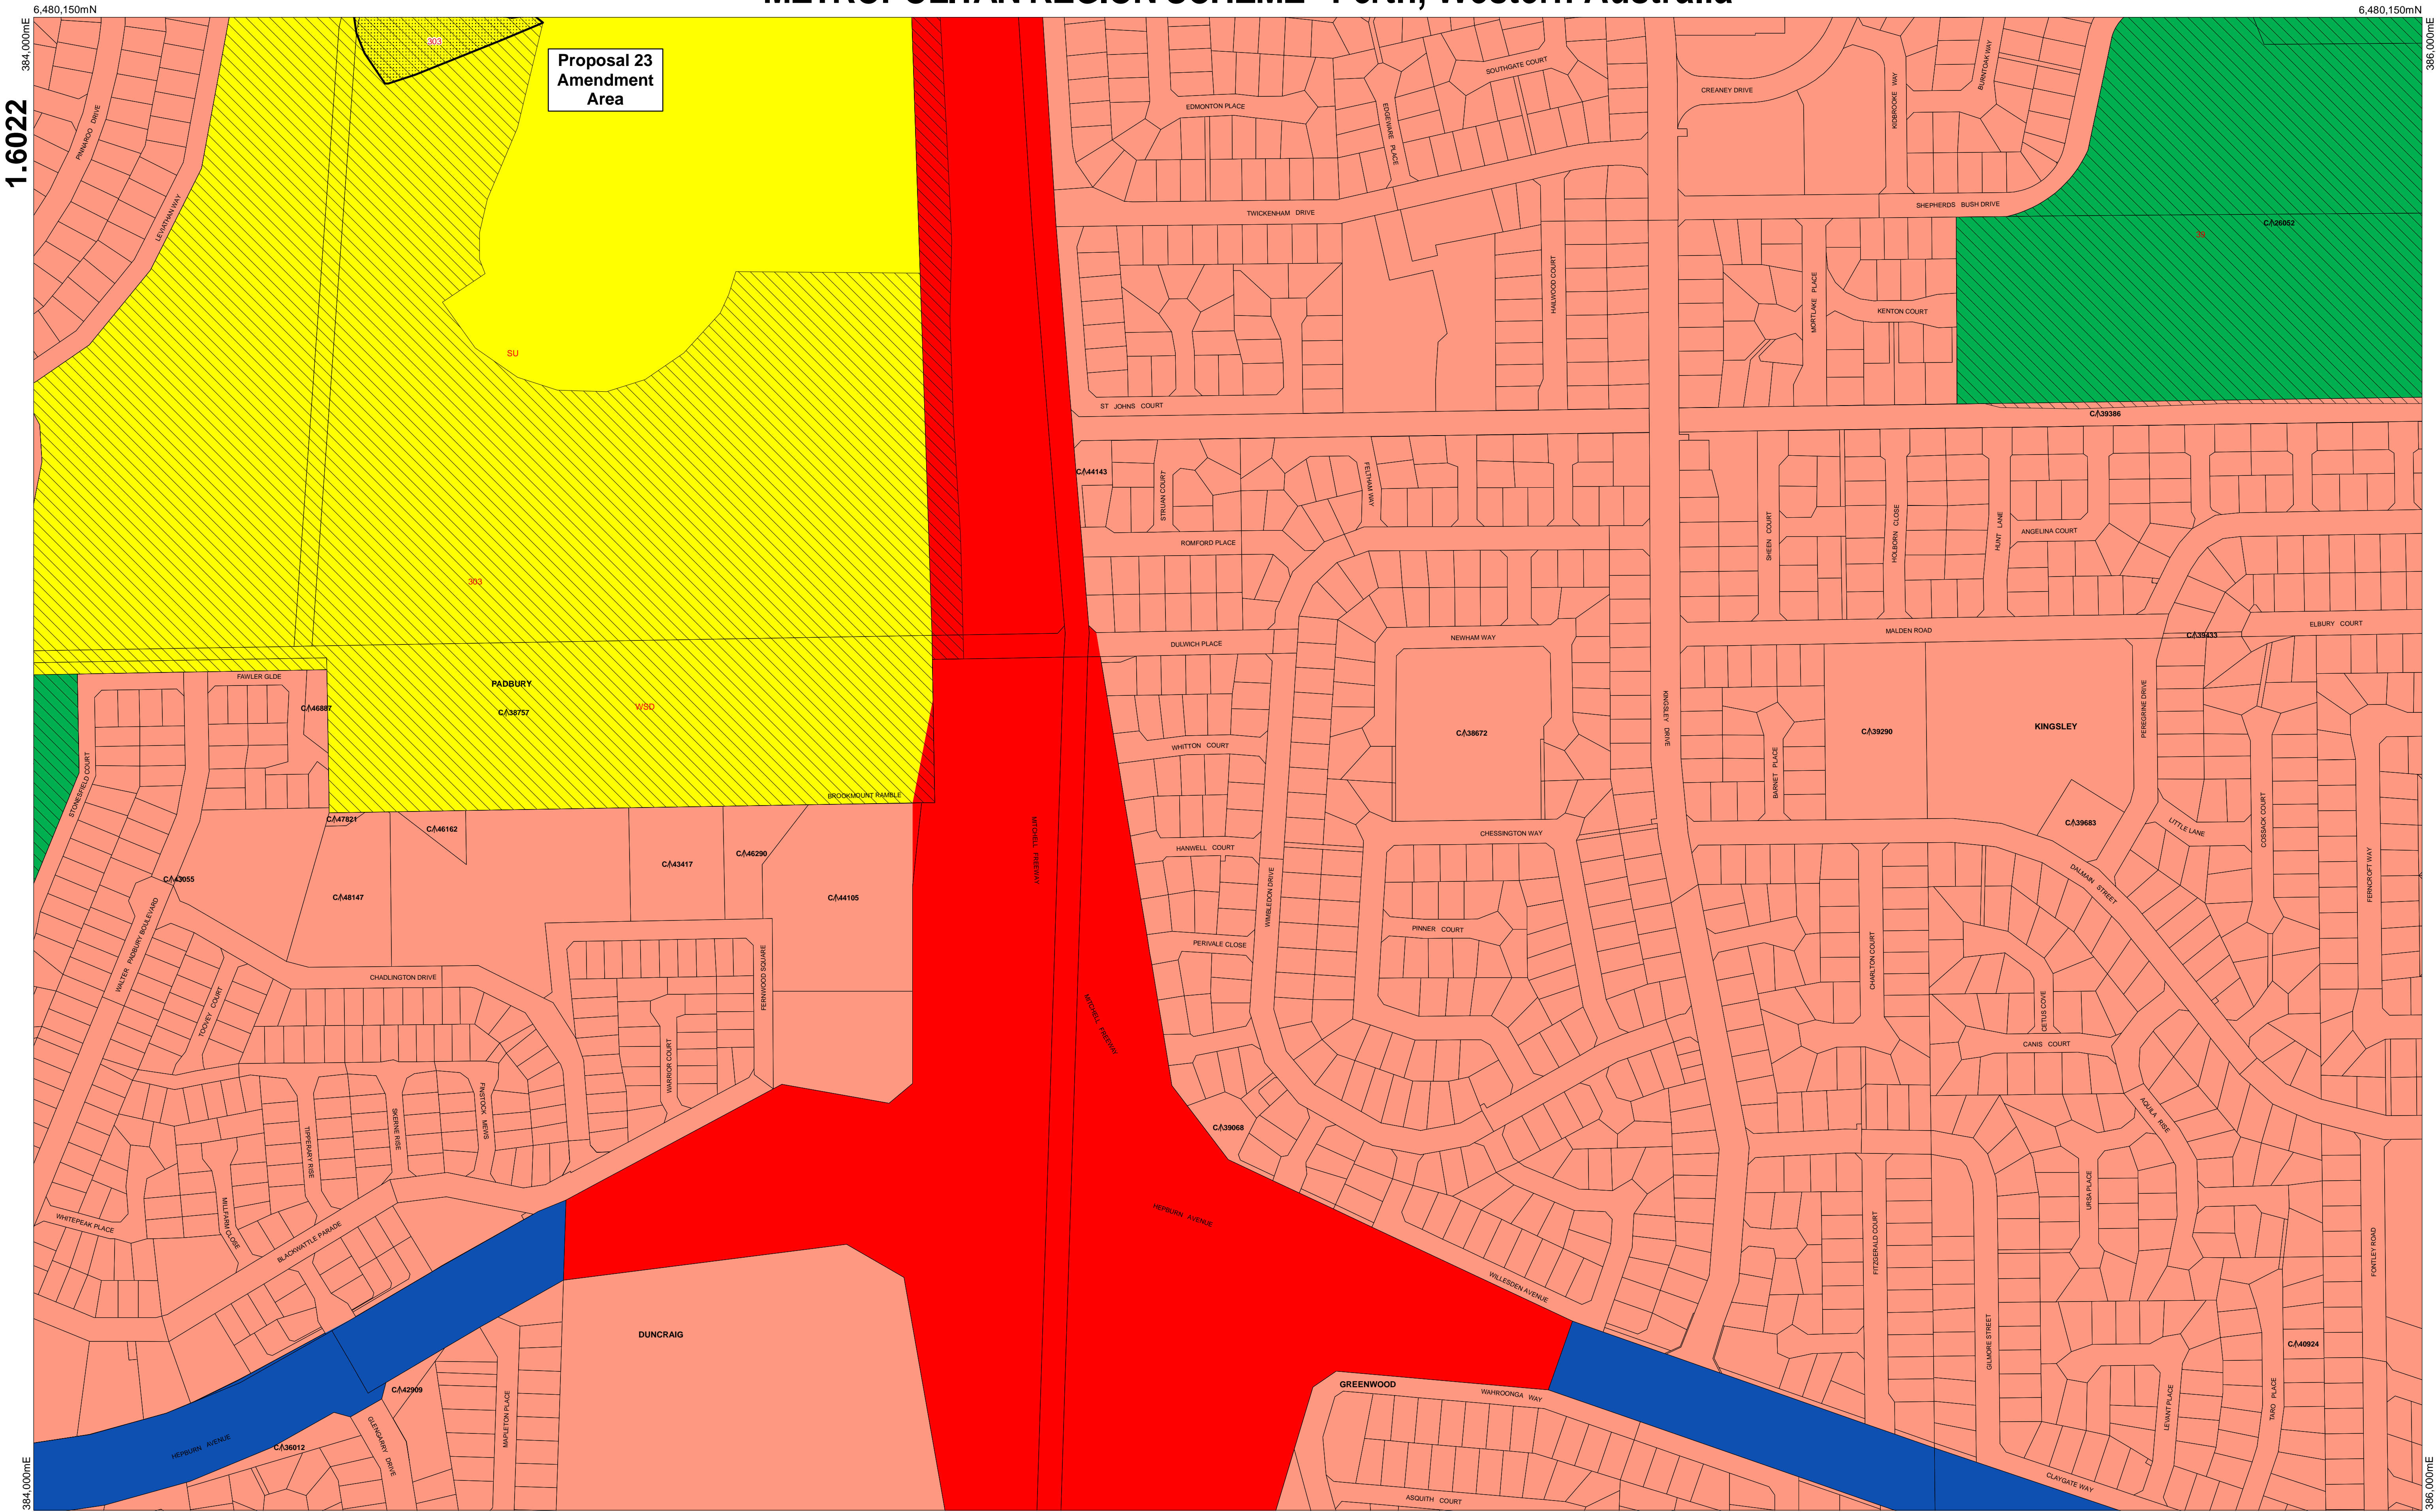 METROPOLITAN REGION SCHEME - Perth, Western Australia
6,480,150mN
6,480,150mN
384,000mE
386,000mE
1.6022
303
Proposal 23
Amendment
Area
SOUTHGATE COURT
EDMONTON PLACE
EDGEWARE PLACE
CREANEY DRIVE
KIDBROOKE WAY
BURNTOAK WAY
PINNAROO DRIVE
LEVIATHAN WAY
TWICKENHAM DRIVE
SHEPHERDS BUSH DRIVE
26052
39
HAILWOOD COURT
MORTLAKE PLACE
KENTON COURT
SU
ST JOHNS COURT
39386
44143
STRUAN COURT
FELTHAM WAY
ROMFORD PLACE
SHEEN COURT
HOLBORN CLOSE
HUNT LANE
ANGELINA COURT
303
DULWICH PLACE
NEWHAM WAY
MALDEN ROAD
39433
ELBURY COURT
FAWLER GLDE
PADBURY
46887
38757
WSD
KINGSLEY DRIVE
PEREGRINE DRIVE
38672
39290
KINGSLEY
WHITTON COURT
BARNET PLACE
STONESFIELD COURT
BROOKMOUNT RAMBLE
47821
46162
43417
46290
MITCHELL FREEWAY
CHESSINGTON WAY
HANWELL COURT
39683
LITTLE LANE
COSSACK COURT
FERNCROFT WAY
43055
48147
44105
WIMBLEDON DRIVE
DALMAIN STREET
WALTER PADBURY BOULEVARD
PINNER COURT
PERIVALE CLOSE
CHARLTON COURT
CHADLINGTON DRIVE
FERNWOOD SQUARE
TOOVEY COURT
MITCHELL FREEWAY
CETUS COVE
CANIS COURT
WARRIOR COURT
FINSTOCK MEWS
SKERNE RISE
TIPPERARY RISE
39068
AQUILA RISE
URSA PLACE
MILLFARM CLOSE
WHITEPEAK PLACE
BLACKWATTLE PARADE
HEPBURN AVENUE
WILLESDEN AVENUE
FITZGERALD COURT
FONTLEY ROAD
DUNCRAIG
GILMORE STREET
40924
42909
GREENWOOD
WAHROONGA WAY
MAPLETON PLACE
GLENGARRY DRIVE
LEVANT PLACE
TARO PLACE
HEPBURN AVENUE
36012
CLAYGATE WAY
ASQUITH COURT
384,000mE
386,000mE